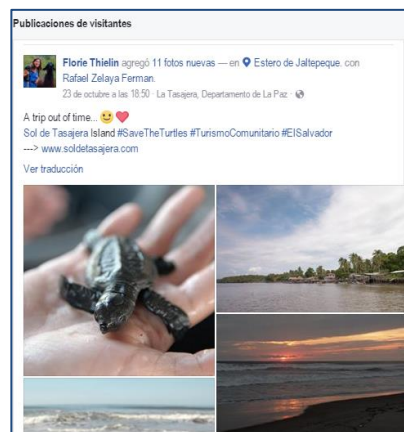 Publicaciones de visitantes
Florie Thielin agregó 11 fotos nuevas — en Estero de Jaltepeque. con
Rafael Zelaya Ferman.
23 de octubre a las 18:50 · La Tasajera, Departamento de La Paz ·
A trip out of time...
Sol de Tasajera Island #SaveTheTurtles #TurismoComunitario #ElSalvador
---> www.soldetasajera.com
Ver traducción